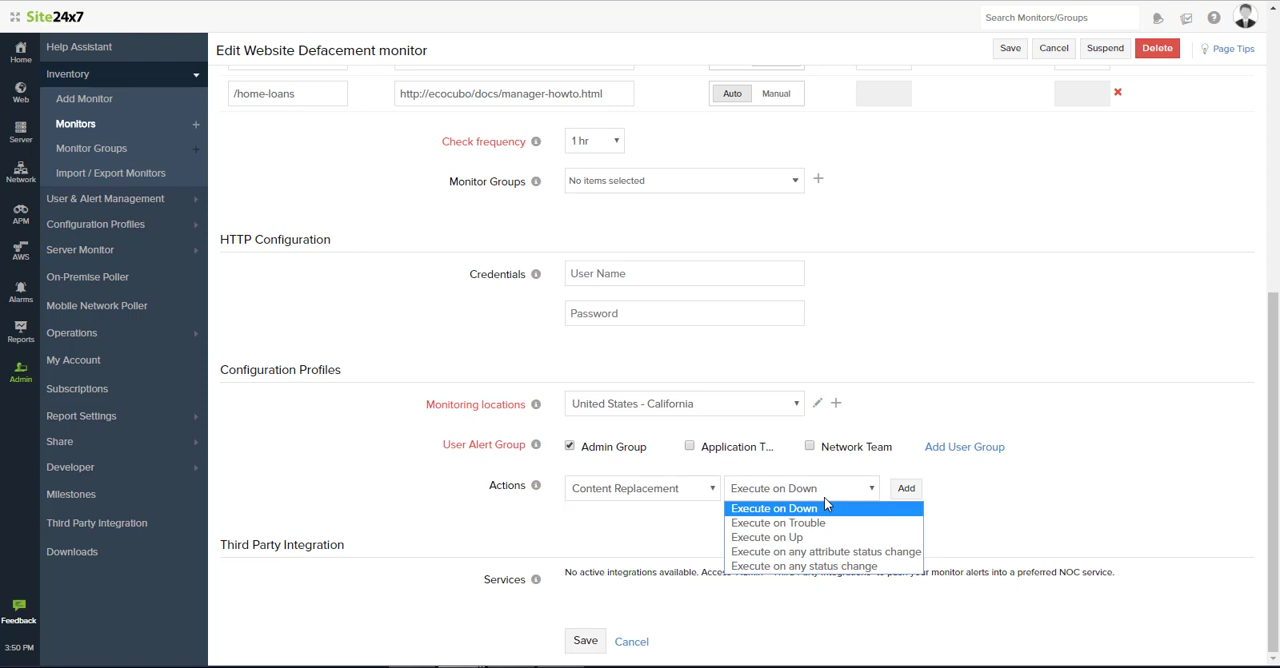 Site24x7
Search Monitors/Groups
Home
Web
Server
Network
APM
AWS
Alarms
Reports
Admin
Feedback
3:50 PM
Help Assistant
Inventory
Add Monitor
Monitors
Monitor Groups
Import / Export Monitors
User & Alert Management
Configuration Profiles
Server Monitor
On-Premise Poller
Mobile Network Poller
Operations
My Account
Subscriptions
Report Settings
Share
Developer
Milestones
Third Party Integration
Downloads
Edit Website Defacement monitor
Save Cancel Suspend Delete Page Tips
/home-loans http://ecocubo/docs/manager-howto.html Auto Manual
Check frequency 1 hr
Monitor Groups No items selected
HTTP Configuration
Credentials User Name
Password
Configuration Profiles
Monitoring locations United States - California
User Alert Group Admin Group Application T... Network Team Add User Group
Actions Content Replacement Execute on Down Add
Execute on Down
Execute on Trouble
Execute on Up
Execute on any attribute status change
Execute on any status change
Third Party Integration
Services No active integrations available. Access your monitor alerts into a preferred NOC service.
Save Cancel